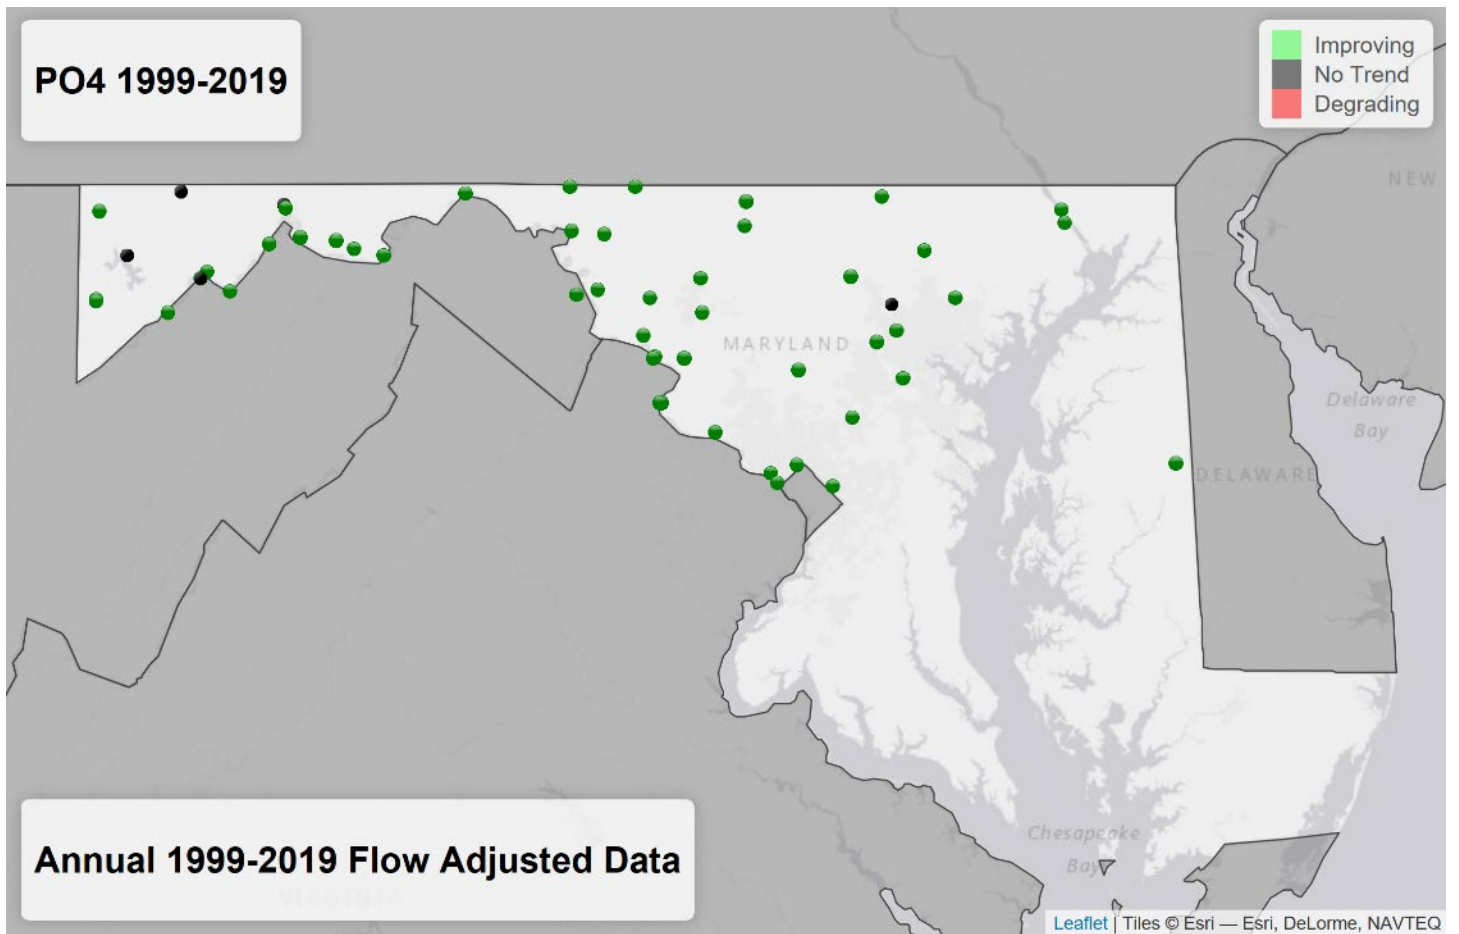 PO4 1999-2019
Improving
No Trend
Degrading
NEW
MARYLAND
Delaware
Bay
DELAWARE
Chesapeake
Bay
Annual 1999-2019 Flow Adjusted Data
VIRGINIA
Leaflet | Tiles © Esri — Esri, DeLorme, NAVTEQ